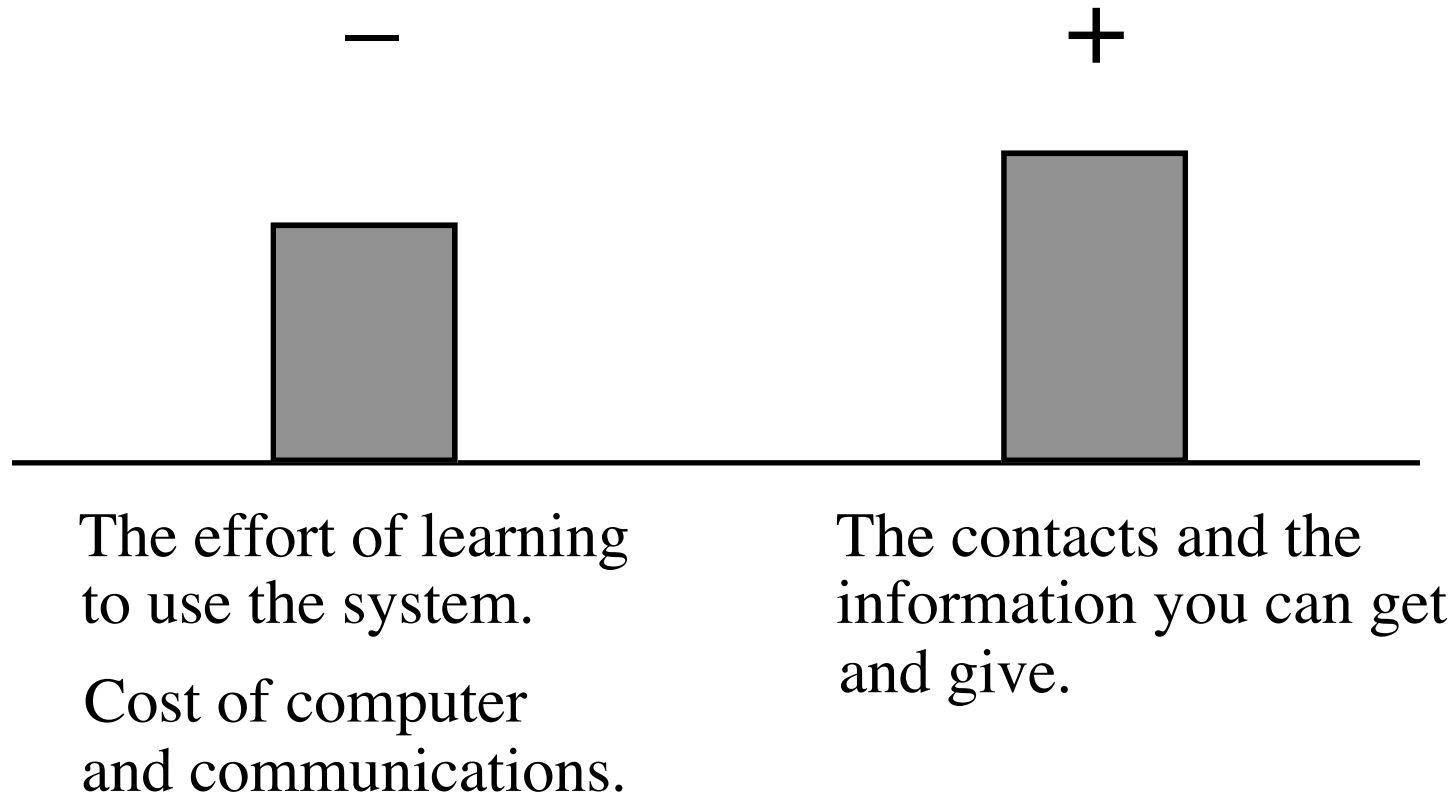 − +
The effort of learning
to use the system.
Cost of computer
and communications.
The contacts and the
information you can get
and give.